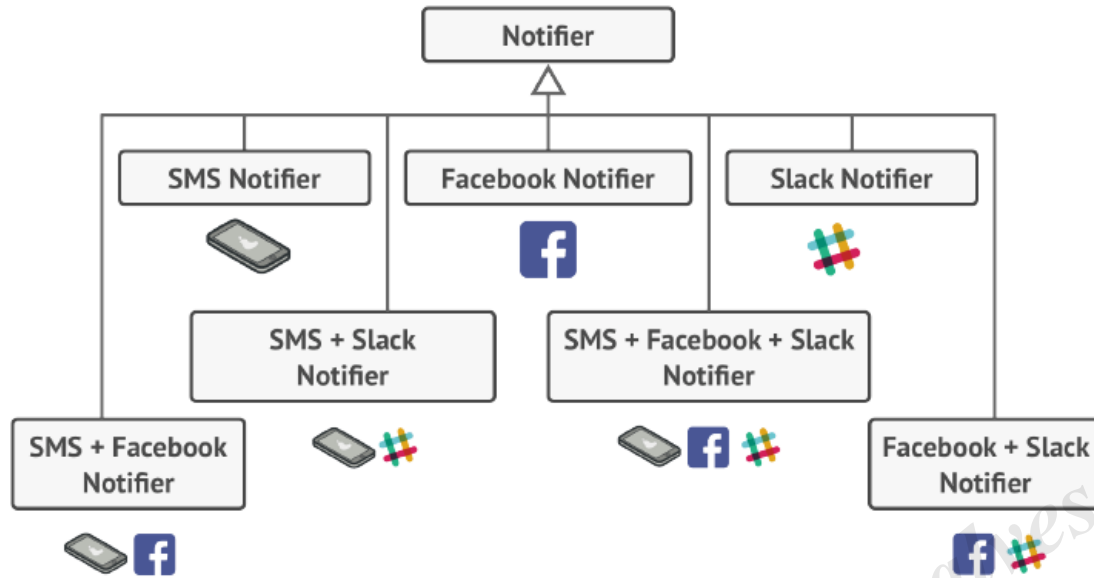 Notifier
SMS Notifier
Facebook Notifier
Slack Notifier
SMS + Slack
Notifier
SMS + Facebook + Slack
Notifier
SMS + Facebook
Notifier
Facebook + Slack
Notifier